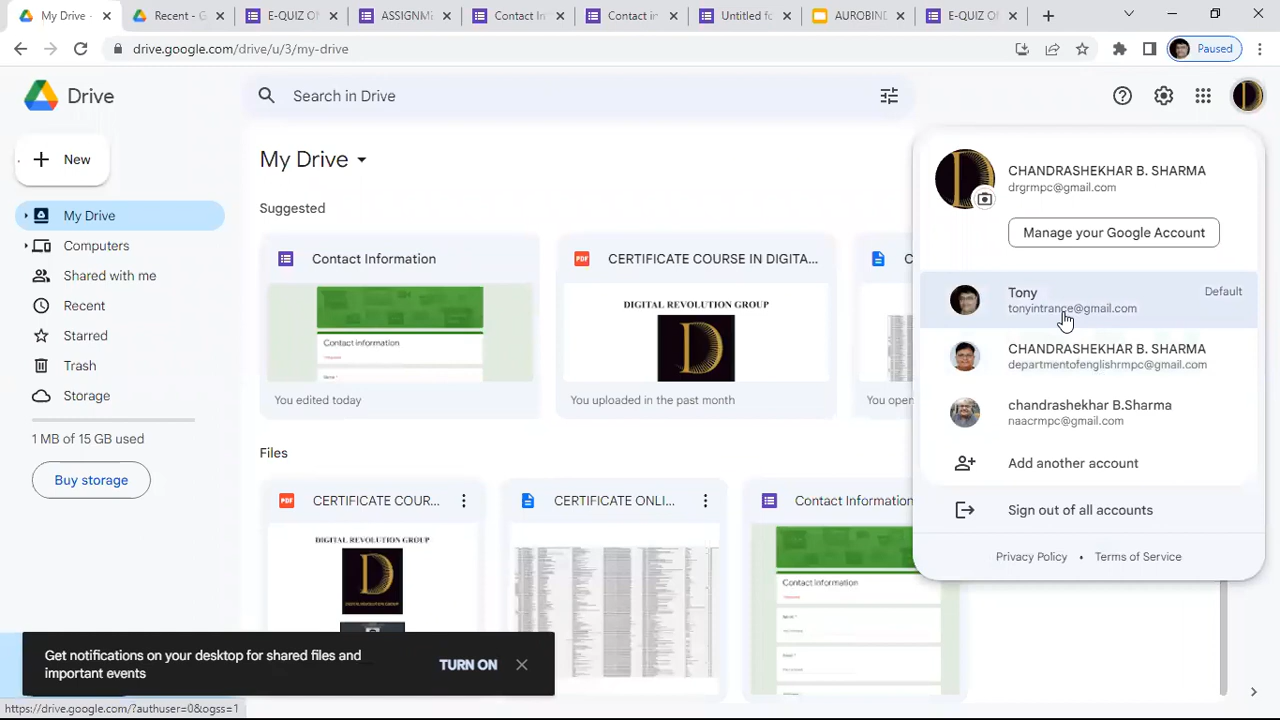 My Drive -
Recent - G
E-QUIZ OF
ASSIGNME
Contact Inf
Contact in
Untitled fo
AUROBIND
E-QUIZ OF
drive.google.com/drive/u/3/my-drive
Paused
Drive
Search in Drive
New
My Drive
Computers
Shared with me
Recent
Starred
Trash
Storage
1 MB of 15 GB used
Buy storage
My Drive
Suggested
Contact Information
Contact information
You edited today
CERTIFICATE COURSE IN DIGITA...
DIGITAL REVOLUTION GROUP
You uploaded in the past month
C
You open
Files
CERTIFICATE COUR...
DIGITAL REVOLUTION GROUP
CERTIFICATE ONLI...
Contact Information
Contact information
CHANDRASHEKHAR B. SHARMA
drgrmpc@gmail.com
Manage your Google Account
Tony
tonyintrance@gmail.com
Default
CHANDRASHEKHAR B. SHARMA
departmentofenglishrmpc@gmail.com
chandrashekhar B.Sharma
naacrmpc@gmail.com
Add another account
Sign out of all accounts
Privacy Policy • Terms of Service
Get notifications on your desktop for shared files and
important events
TURN ON
https://drive.google.com/?authuser=0&ogss=1